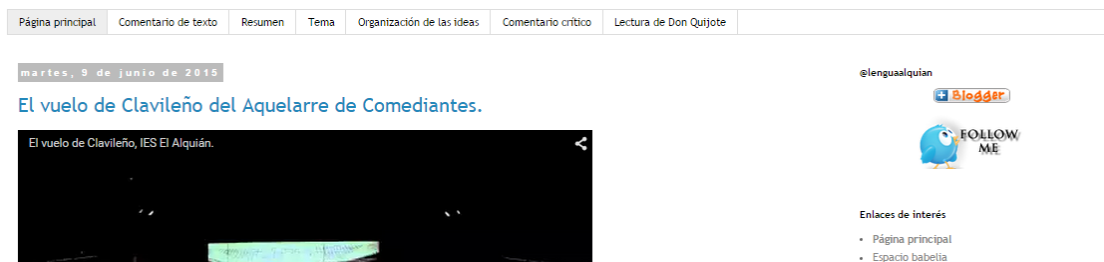 Página principal
Comentario de texto
Resumen
Tema
Organización de las ideas
Comentario crítico
Lectura de Don Quijote
martes, 9 de junio de 2015
El vuelo de Clavileño del Aquelarre de Comediantes.
El vuelo de Clavileño, IES El Alquián.
@lenguaalquian
Blogger
FOLLOW
ME
Enlaces de interés
Página principal
Espacio babelia